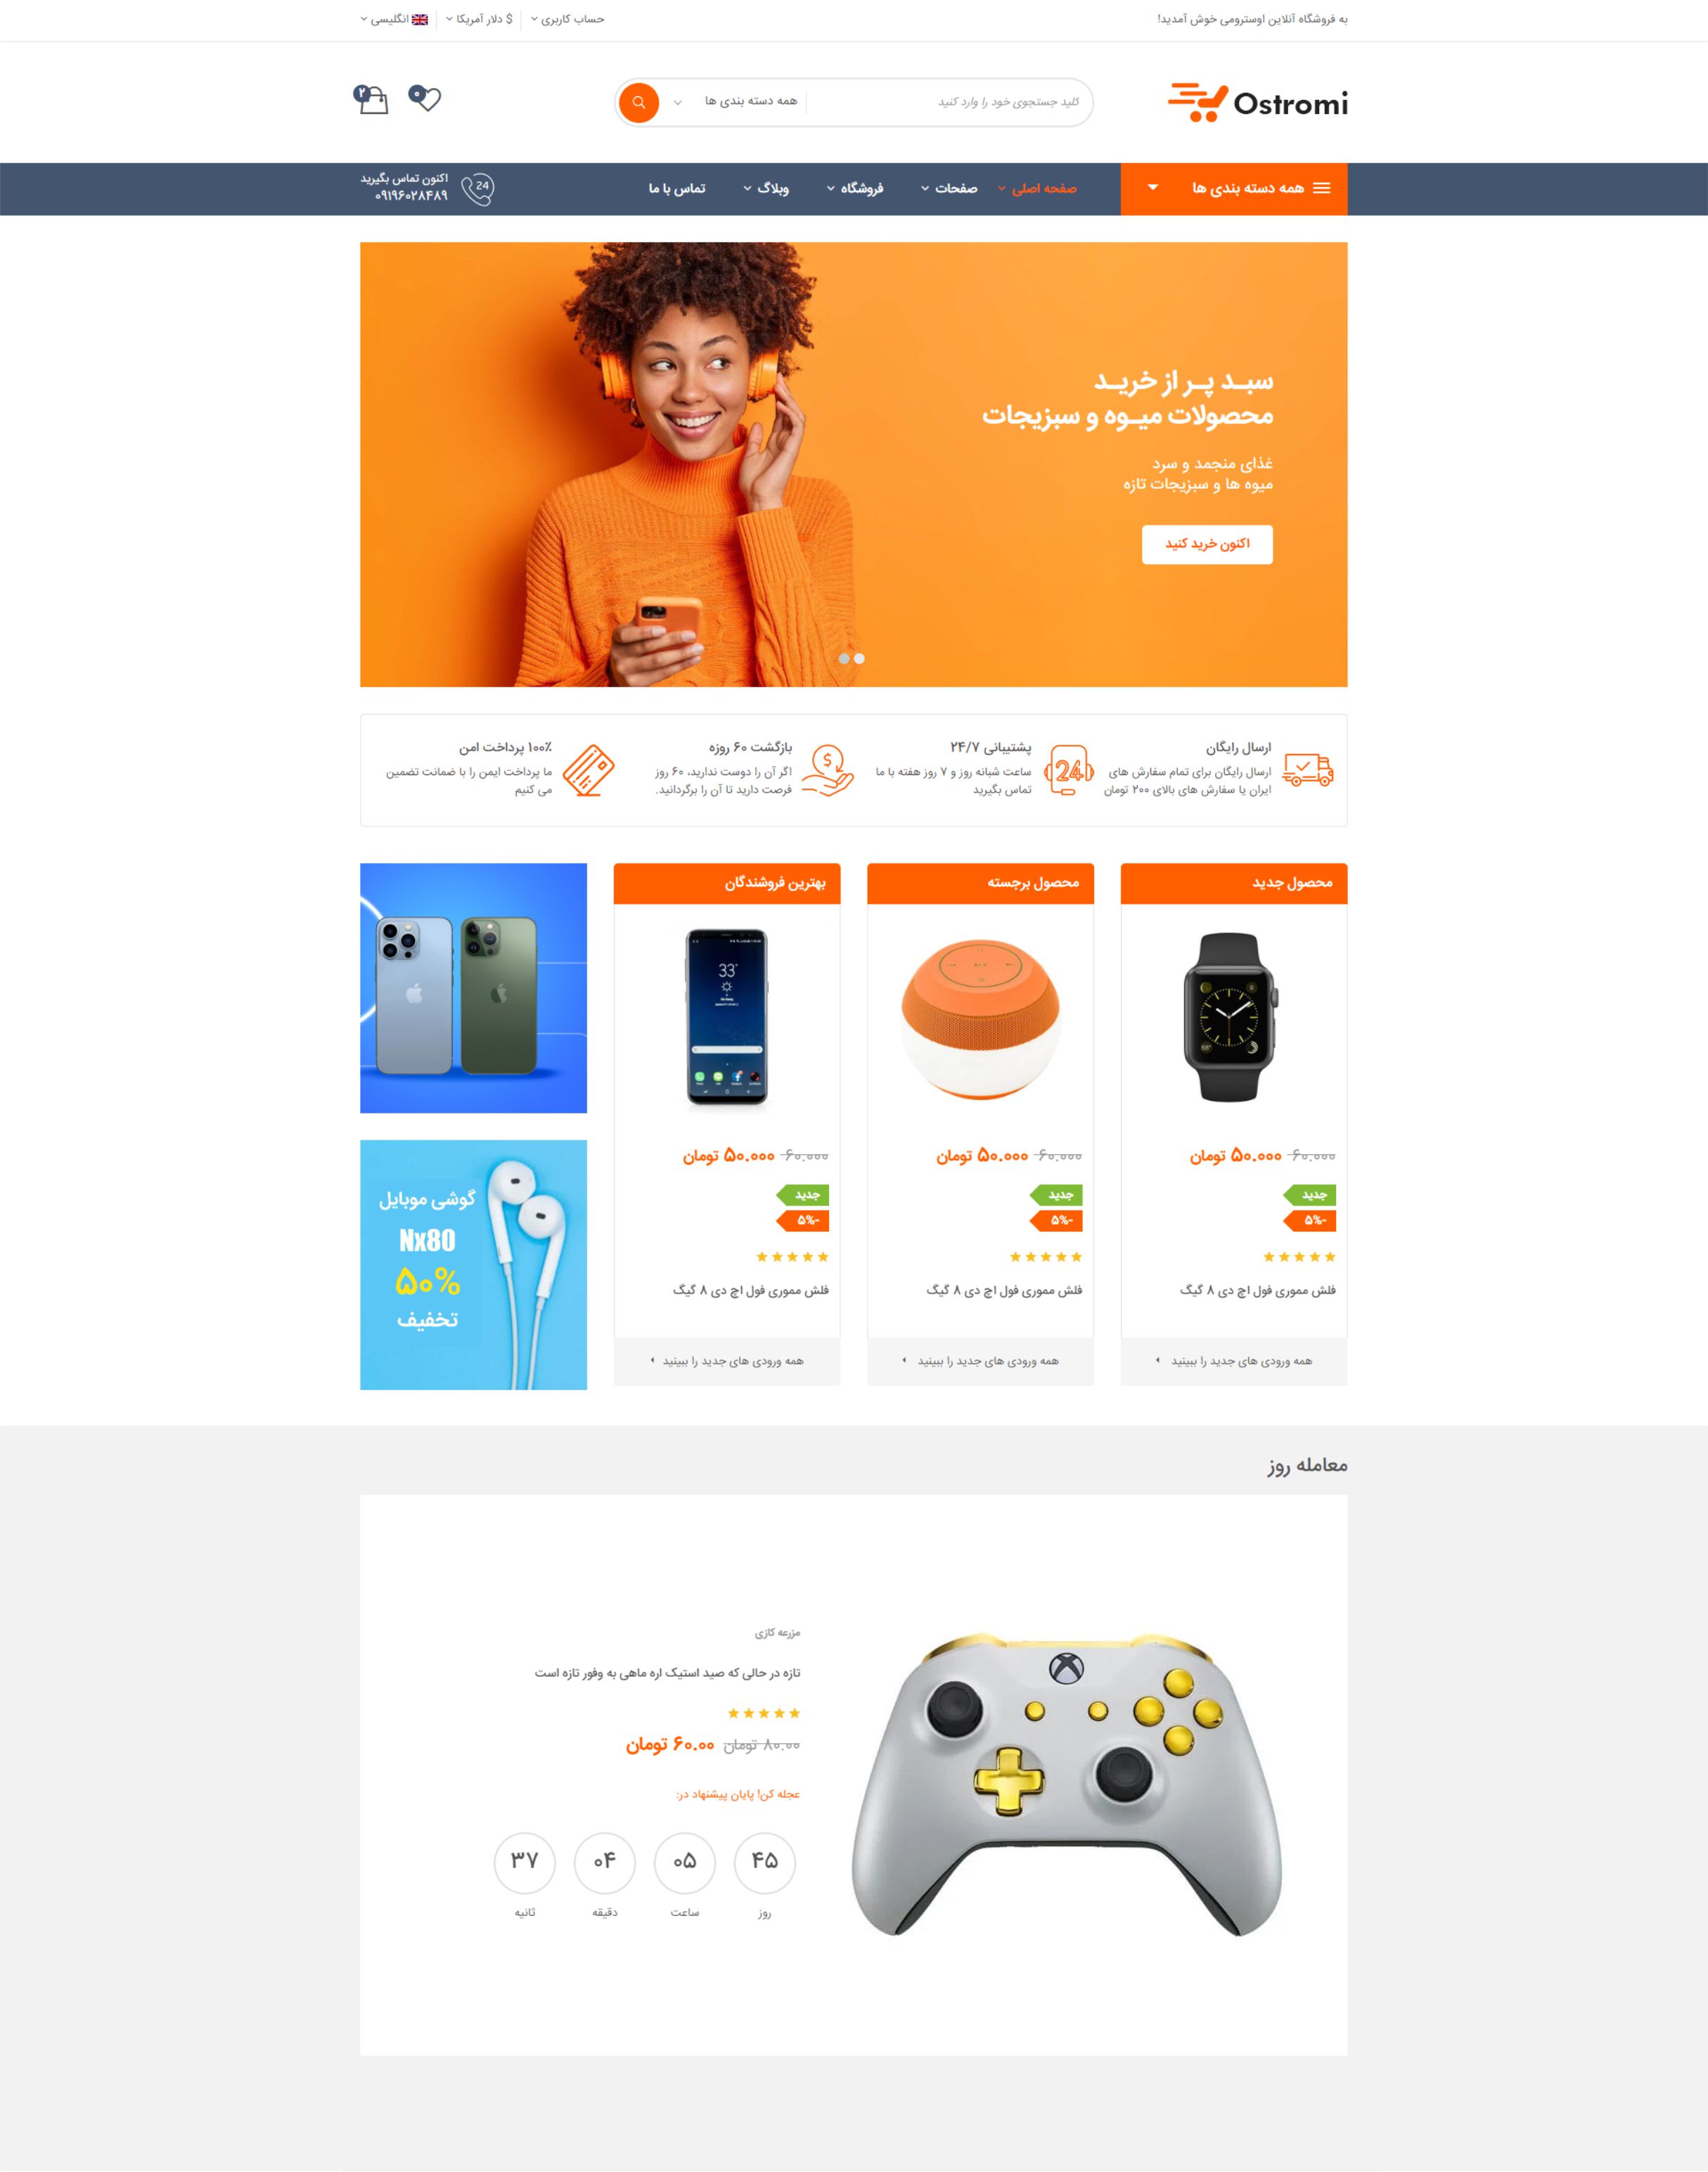 به فروشگاه آنلاین اوسترومی خوش آمدید!
حساب کاربری
$ دلار آمریکا
انگلیسی
Ostromi
کلید جستجوی خود را وارد کنید
همه دسته بندی ها
۰
۲
همه دسته بندی ها
صفحه اصلی
صفحات
فروشگاه
وبلاگ
تماس با ما
24
اکنون تماس بگیرید
۰۹۱۹۶۰۲۸۴۸۹
سبـد پـر از خریـد
محصولات میـوه و سبزیجات
غذای منجمد و سرد
میوه ها و سبزیجات تازه
اکنون خرید کنید
ارسال رایگان
ارسال رایگان برای تمام سفارش های
ایران یا سفارش های بالای ۲۰۰ تومان
24
پشتیبانی ۲۴/۷
ساعت شبانه روز و ۷ روز هفته با ما
تماس بگیرید
بازگشت ۶۰ روزه
اگر آن را دوست ندارید، ۶۰ روز
فرصت دارید تا آن را برگردانید.
۱۰۰٪ پرداخت امن
ما پرداخت ایمن را با ضمانت تضمین
می کنیم
محصول جدید
۶۰.۰۰۰ ۵۰.۰۰۰ تومان
جدید
-۵%
فلش مموری فول اچ دی ۸ گیگ
همه ورودی های جدید را ببینید
محصول برجسته
۶۰.۰۰۰ ۵۰.۰۰۰ تومان
جدید
-۵%
فلش مموری فول اچ دی ۸ گیگ
همه ورودی های جدید را ببینید
بهترین فروشندگان
33°
۶۰.۰۰۰ ۵۰.۰۰۰ تومان
جدید
-۵%
فلش مموری فول اچ دی ۸ گیگ
همه ورودی های جدید را ببینید
گوشی موبایل
Nx80
۵۰%
تخفیف
معامله روز
مزرعه کازی
تازه در حالی که صید استیک اره ماهی به وفور تازه است
۸۰.۰۰ تومان ۶۰.۰۰ تومان
عجله کن! پایان پیشنهاد در:
۴۵
روز
۰۵
ساعت
۰۴
دقیقه
۳۷
ثانیه